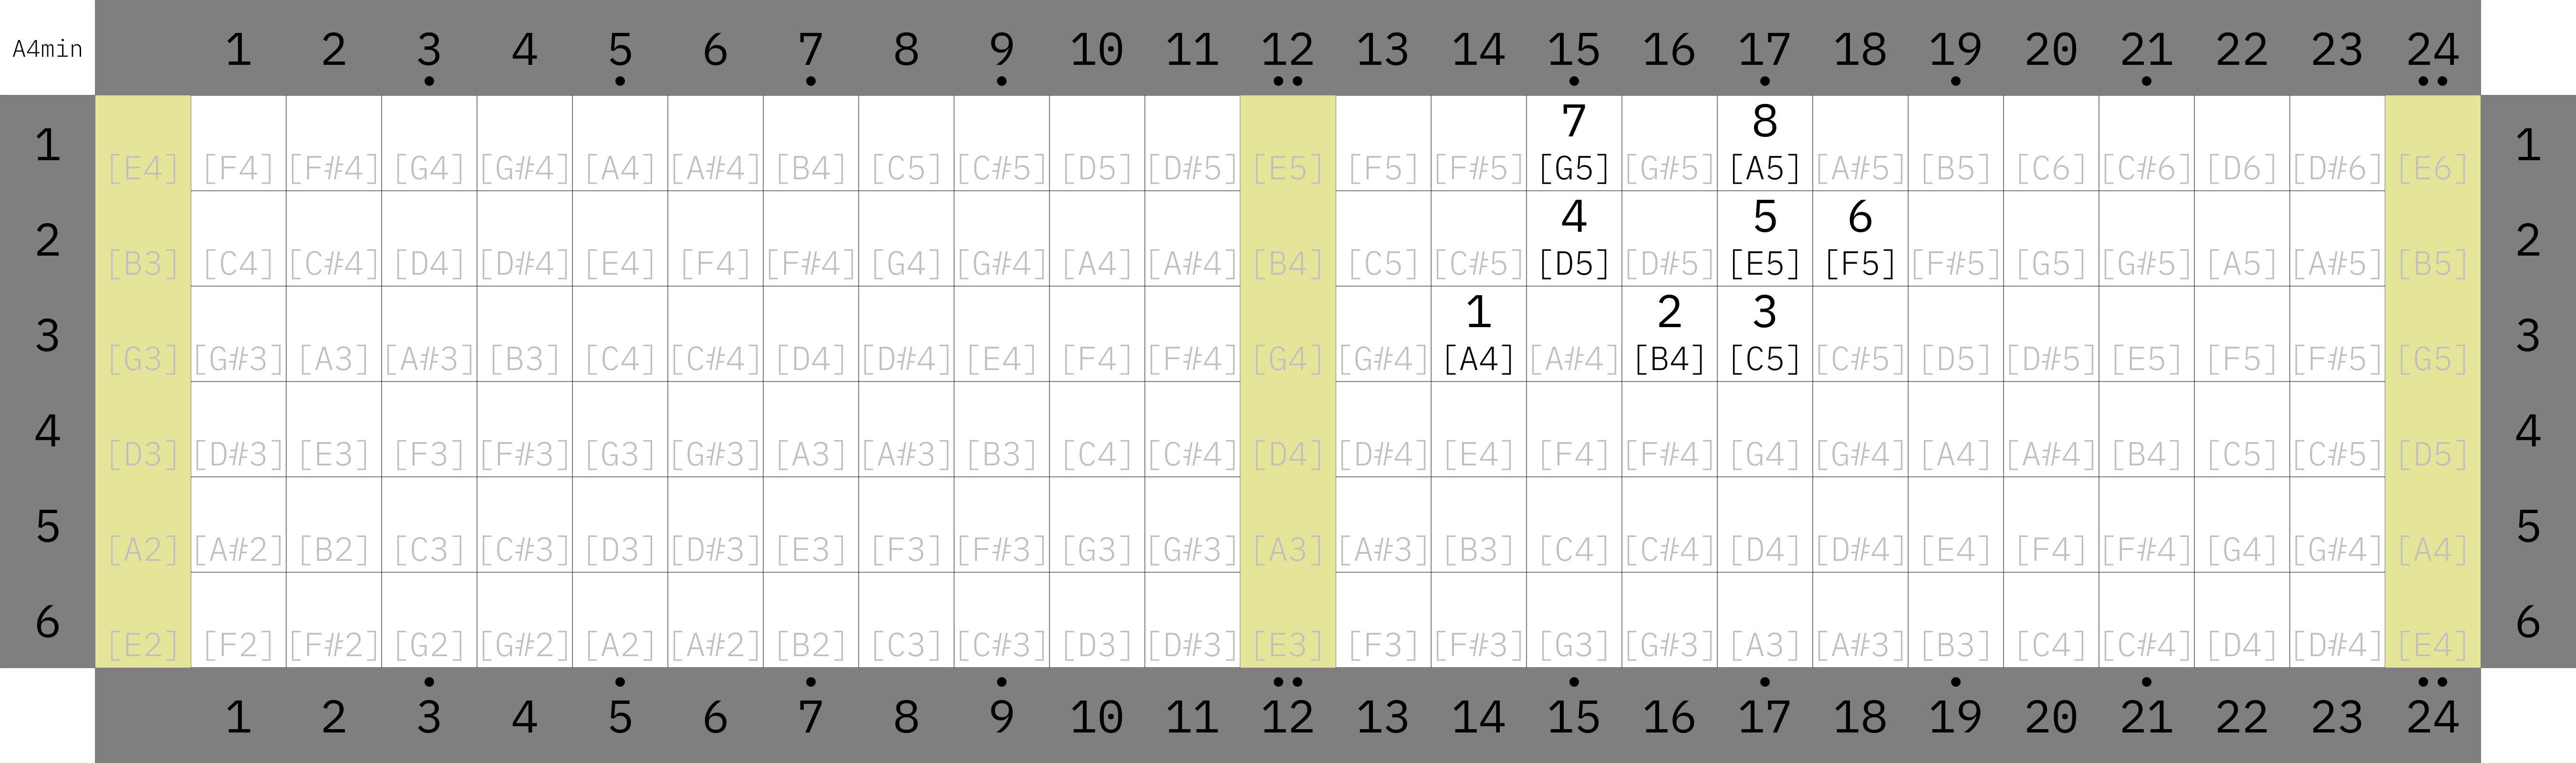 A4min 1 2 3 4 5 6 7 8 9 10 11 12 13 14 15 16 17 18 19 20 21 22 23 24
7 8
1 [E4] [F4] [F#4] [G4] [G#4] [A4] [A#4] [B4] [C5] [C#5] [D5] [D#5] [E5] [F5] [F#5] [G5] [G#5] [A5] [A#5] [B5] [C6] [C#6] [D6] [D#6] [E6] 1
4 5 6
2 [B3] [C4] [C#4] [D4] [D#4] [E4] [F4] [F#4] [G4] [G#4] [A4] [A#4] [B4] [C5] [C#5] [D5] [D#5] [E5] [F5] [F#5] [G5] [G#5] [A5] [A#5] [B5] 2
1 2 3
3 [G3] [G#3] [A3] [A#3] [B3] [C4] [C#4] [D4] [D#4] [E4] [F4] [F#4] [G4] [G#4] [A4] [A#4] [B4] [C5] [C#5] [D5] [D#5] [E5] [F5] [F#5] [G5] 3
4 [D3] [D#3] [E3] [F3] [F#3] [G3] [G#3] [A3] [A#3] [B3] [C4] [C#4] [D4] [D#4] [E4] [F4] [F#4] [G4] [G#4] [A4] [A#4] [B4] [C5] [C#5] [D5] 4
5 [A2] [A#2] [B2] [C3] [C#3] [D3] [D#3] [E3] [F3] [F#3] [G3] [G#3] [A3] [A#3] [B3] [C4] [C#4] [D4] [D#4] [E4] [F4] [F#4] [G4] [G#4] [A4] 5
6 [E2] [F2] [F#2] [G2] [G#2] [A2] [A#2] [B2] [C3] [C#3] [D3] [D#3] [E3] [F3] [F#3] [G3] [G#3] [A3] [A#3] [B3] [C4] [C#4] [D4] [D#4] [E4] 6
1 2 3 4 5 6 7 8 9 10 11 12 13 14 15 16 17 18 19 20 21 22 23 24